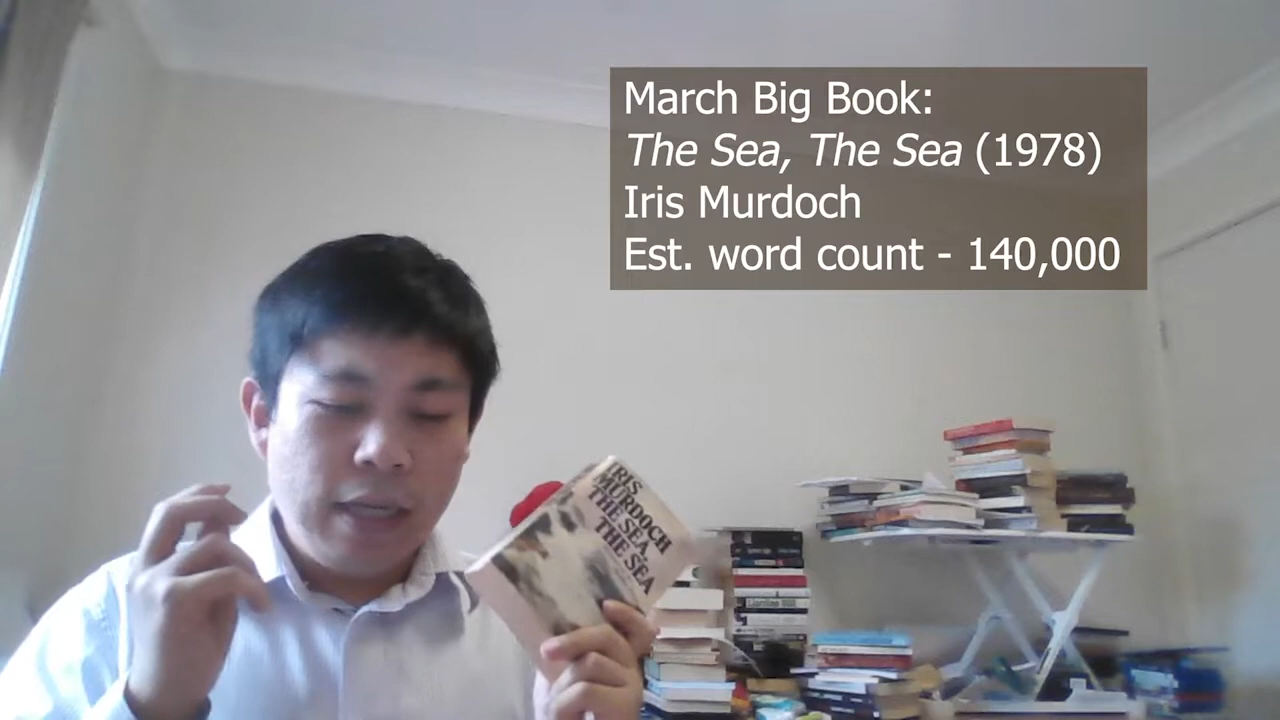 March Big Book:
The Sea, The Sea (1978)
Iris Murdoch
Est. word count - 140,000
IRIS
MURDOCH
THE SEA,
THE SEA